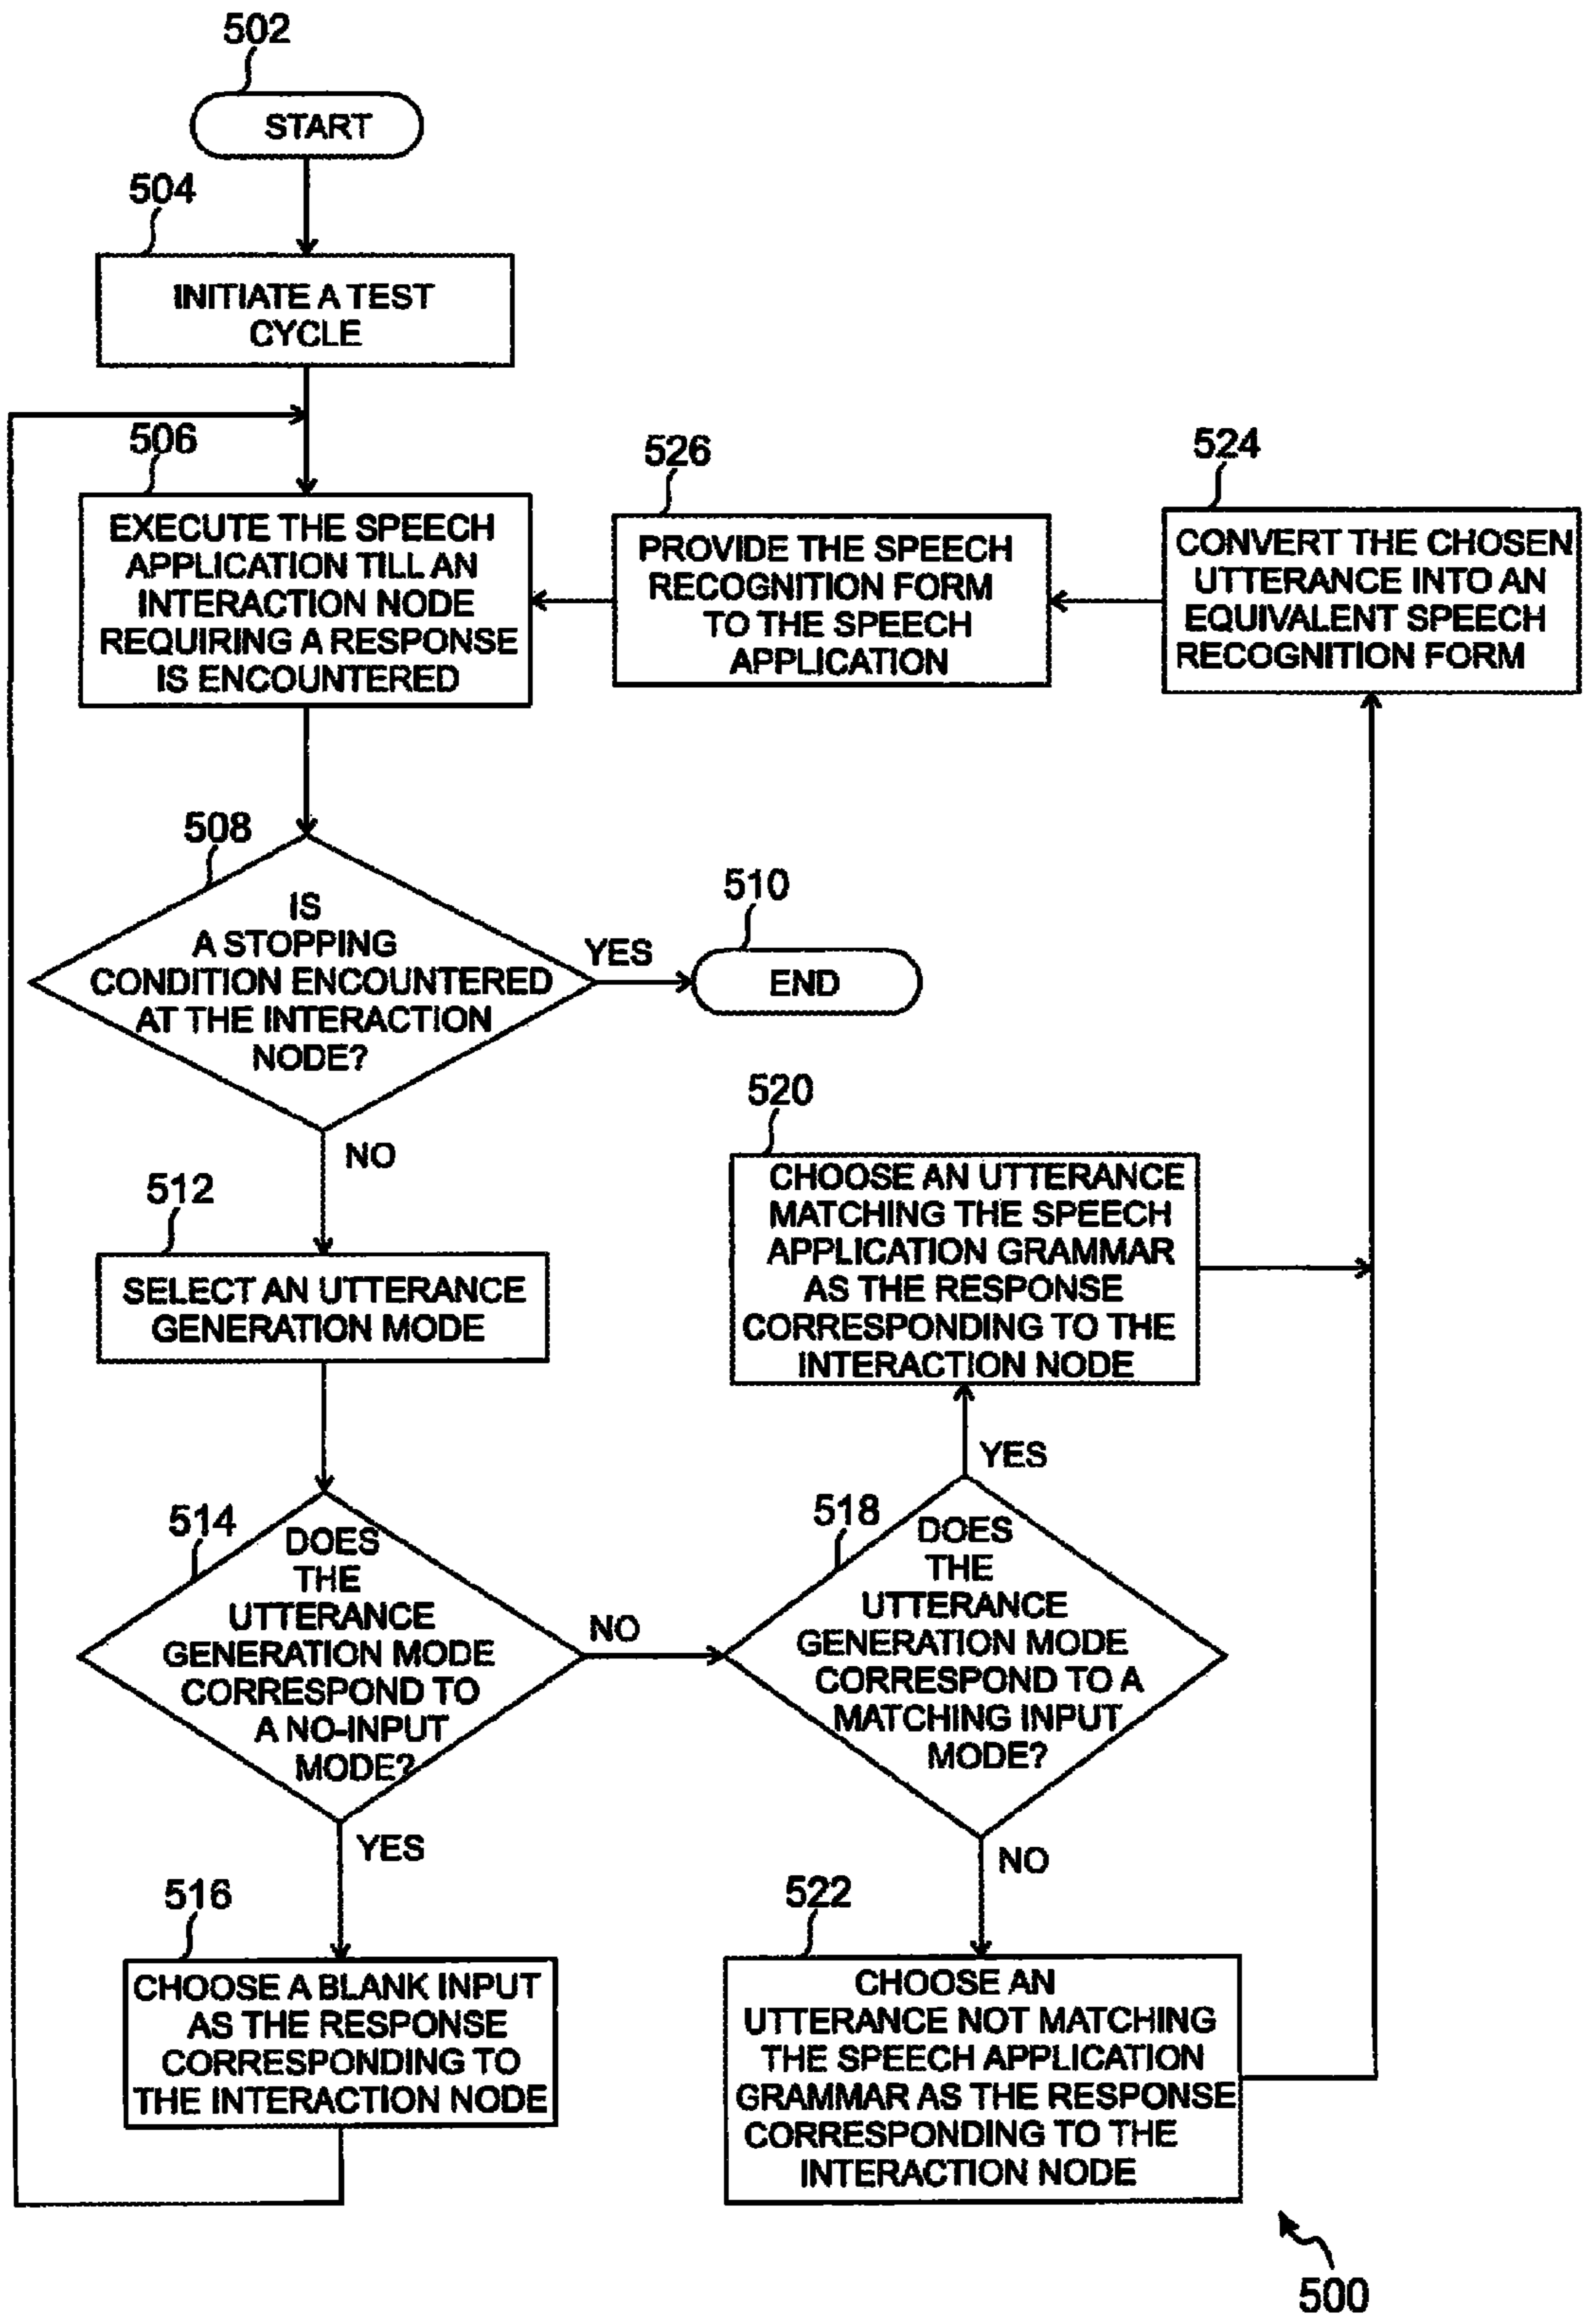 502
START
504
INITIATE A TEST
CYCLE
506
EXECUTE THE SPEECH
APPLICATION TILL AN
INTERACTION NODE
REQUIRING A RESPONSE
IS ENCOUNTERED
526
PROVIDE THE SPEECH
RECOGNITION FORM
TO THE SPEECH
APPLICATION
524
CONVERT THE CHOSEN
UTTERANCE INTO AN
EQUIVALENT SPEECH
RECOGNITION FORM
508
IS
A STOPPING
CONDITION ENCOUNTERED
AT THE INTERACTION
NODE?
YES
510
END
NO
512
SELECT AN UTTERANCE
GENERATION MODE
520
CHOOSE AN UTTERANCE
MATCHING THE SPEECH
APPLICATION GRAMMAR
AS THE RESPONSE
CORRESPONDING TO THE
INTERACTION NODE
YES
514
DOES
THE
UTTERANCE
GENERATION MODE
CORRESPOND TO
A NO-INPUT
MODE?
NO
518
DOES
THE
UTTERANCE
GENERATION MODE
CORRESPOND TO A
MATCHING INPUT
MODE?
YES
NO
516
CHOOSE A BLANK INPUT
AS THE RESPONSE
CORRESPONDING TO
THE INTERACTION NODE
522
CHOOSE AN
UTTERANCE NOT MATCHING
THE SPEECH APPLICATION
GRAMMAR AS THE RESPONSE
CORRESPONDING TO THE
INTERACTION NODE
500